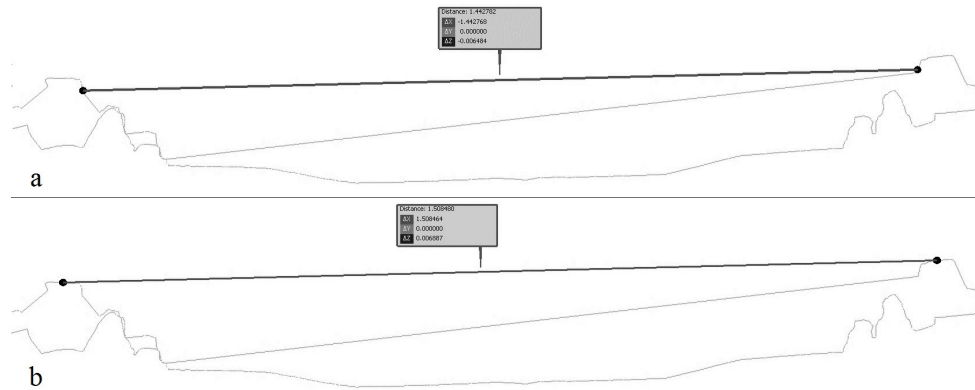 Distance: 1.442782
ΔX -1.442768
ΔY 0.000000
ΔZ -0.006484
a
Distance: 1.508480
ΔX 1.508464
ΔY 0.000000
ΔZ 0.006887
b